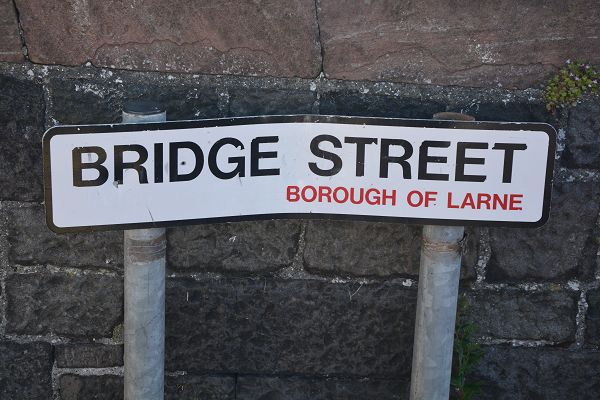 BRIDGE STREET
BOROUGH OF LARNE